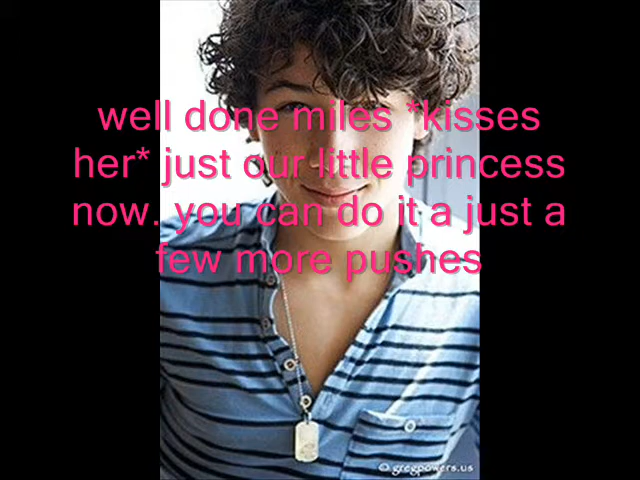 well done miles *kisses
her* just our little princess
now. you can do it a just a
few more pushes
© gregpowers.us